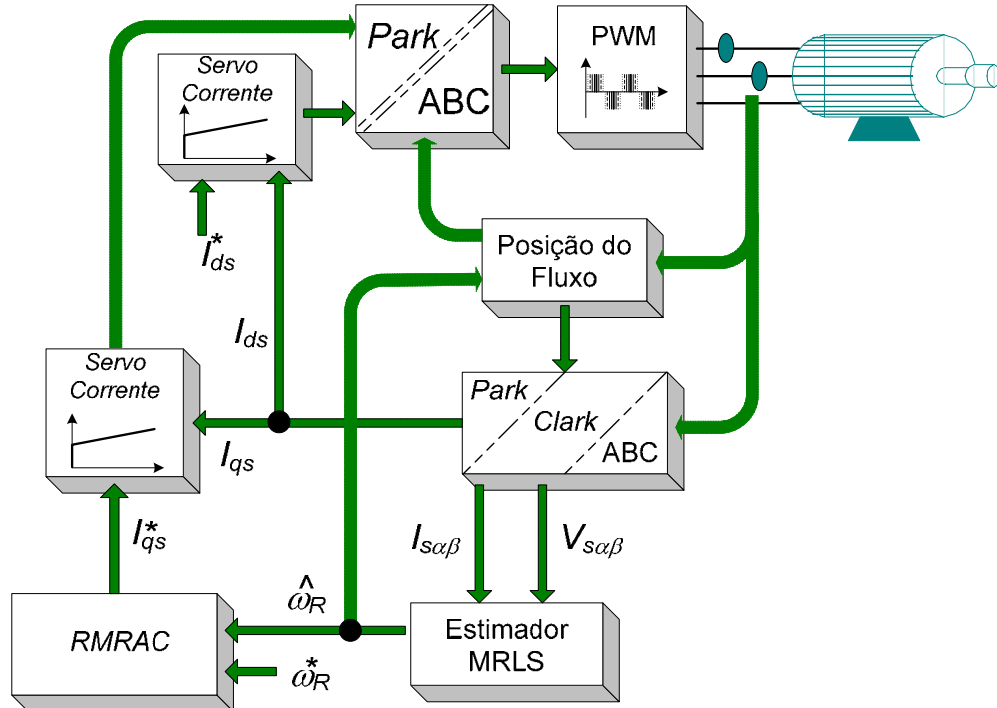 Park
ABC
PWM
Servo
Corrente
I*ds
Posição do
Fluxo
Ids
Servo
Corrente
Park
Clark
ABC
Iqs
I*qs
Isαβ
Vsαβ
ω̂R
RMRAC
ω*R
Estimador
MRLS